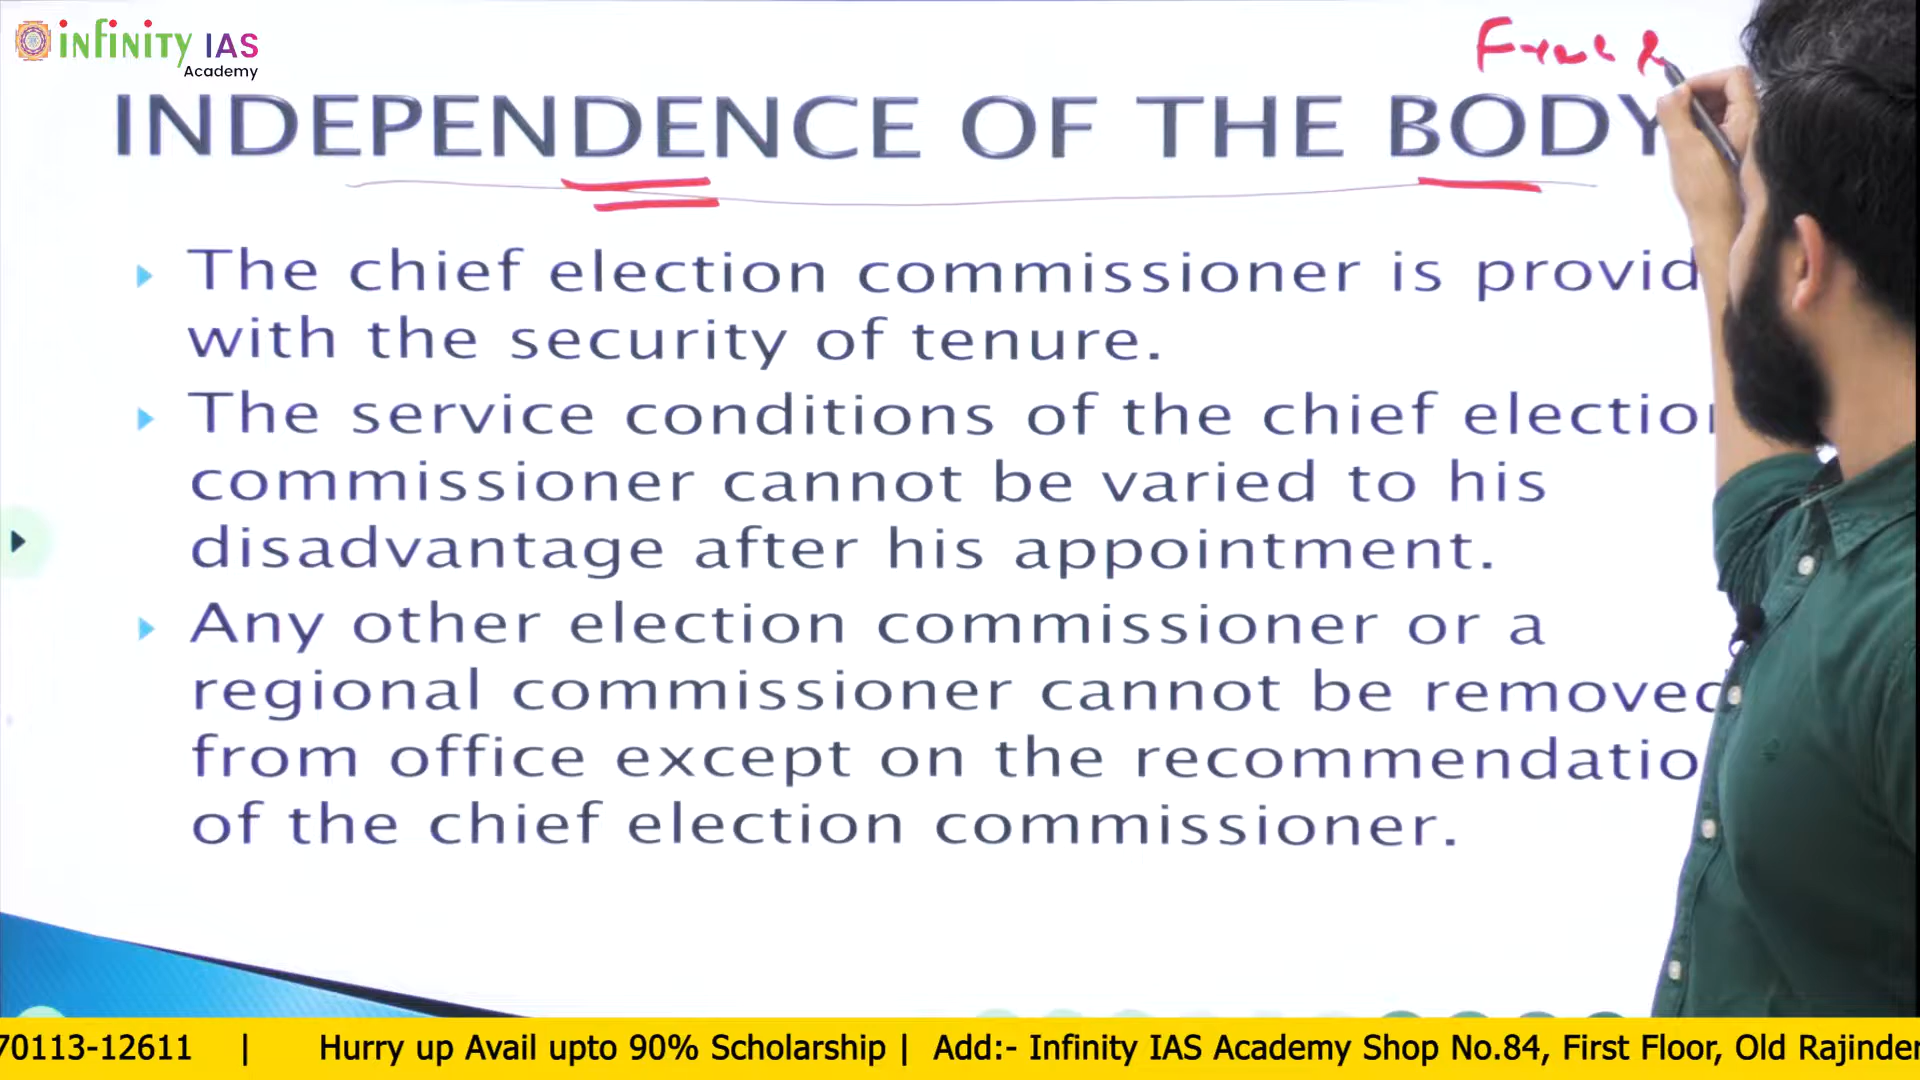 infinity IAS
Academy
Free &
INDEPENDENCE OF THE BODY
The chief election commissioner is provid
with the security of tenure.
The service conditions of the chief election
commissioner cannot be varied to his
disadvantage after his appointment.
Any other election commissioner or a
regional commissioner cannot be removed
from office except on the recommendatio
of the chief election commissioner.
70113-12611 | Hurry up Avail upto 90% Scholarship | Add:- Infinity IAS Academy Shop No.84, First Floor, Old Rajinder